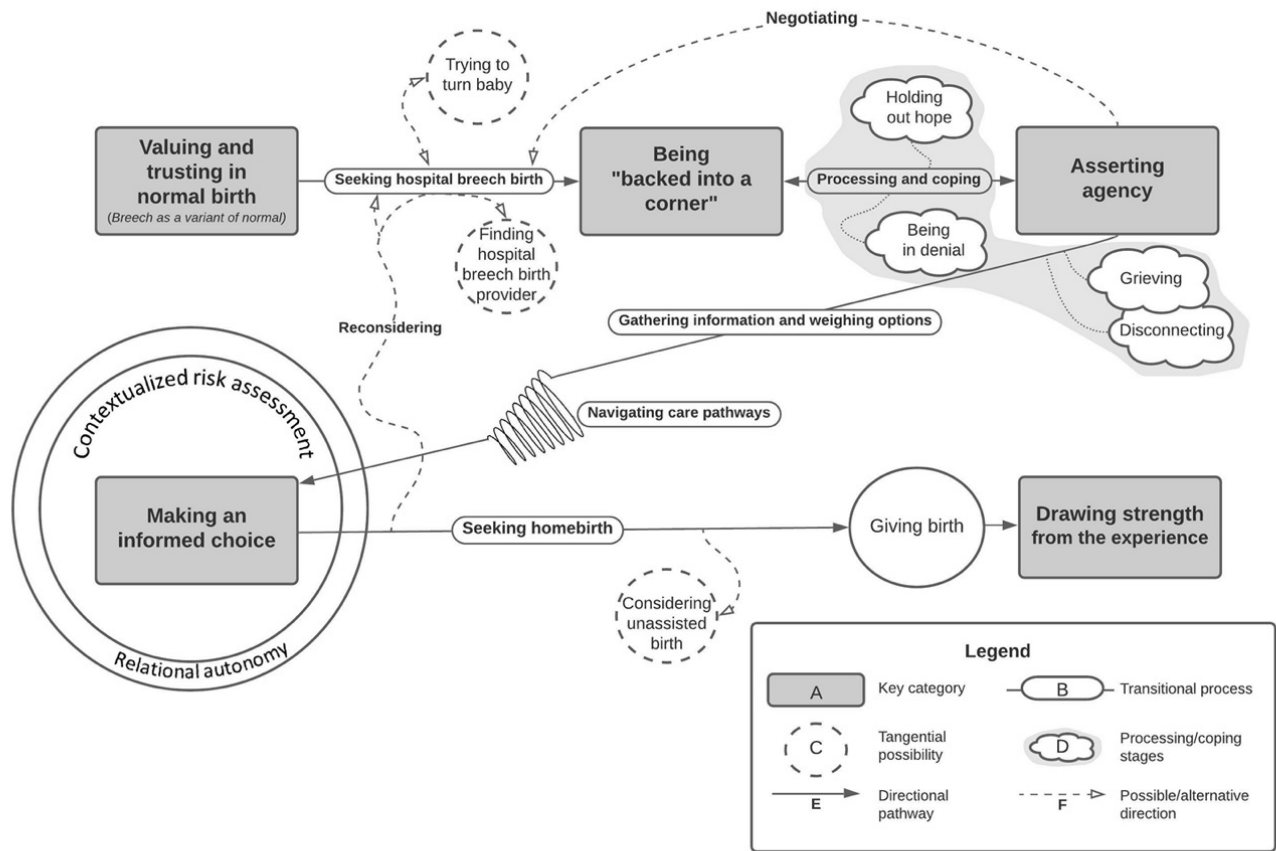 Negotiating
Trying to
turn baby
Holding
out hope
Valuing and
trusting in
normal birth
(Breech as a variant of normal)
Seeking hospital breech birth
Being
"backed into a
corner"
Processing and coping
Asserting
agency
Finding
hospital
breech birth
provider
Being
in denial
Grieving
Disconnecting
Reconsidering
Gathering information and weighing options
Navigating care pathways
Contextualized risk assessment
Making an
informed choice
Relational autonomy
Seeking homebirth
Giving birth
Drawing strength
from the experience
Considering
unassisted
birth
Legend
A
Key category
B
Transitional process
C
Tangential
possibility
D
Processing/coping
stages
E
Directional
pathway
F
Possible/alternative
direction